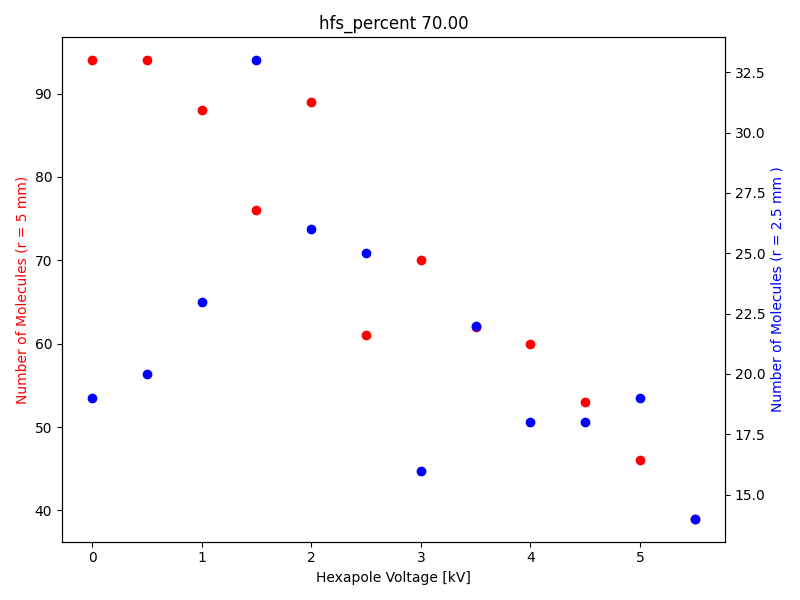 hfs_percent 70.00
Number of Molecules (r = 5 mm)
90
80
70
60
50
40
32.5
30.0
27.5
25.0
22.5
20.0
17.5
15.0
Number of Molecules (r = 2.5 mm )
0 1 2 3 4 5
Hexapole Voltage [kV]